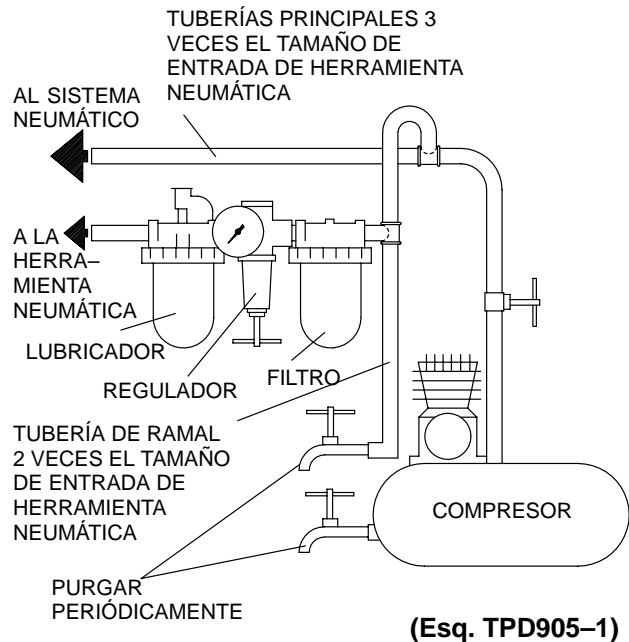 TUBERÍAS PRINCIPALES 3
VECES EL TAMAÑO DE
ENTRADA DE HERRAMIENTA
NEUMÁTICA
AL SISTEMA
NEUMÁTICO
A LA
HERRA–
MIENTA
NEUMÁTICA
LUBRICADOR
REGULADOR
FILTRO
TUBERÍA DE RAMAL
2 VECES EL TAMAÑO
DE ENTRADA DE
HERRAMIENTA
NEUMÁTICA
COMPRESOR
PURGAR
PERIÓDICAMENTE
(Esq. TPD905–1)